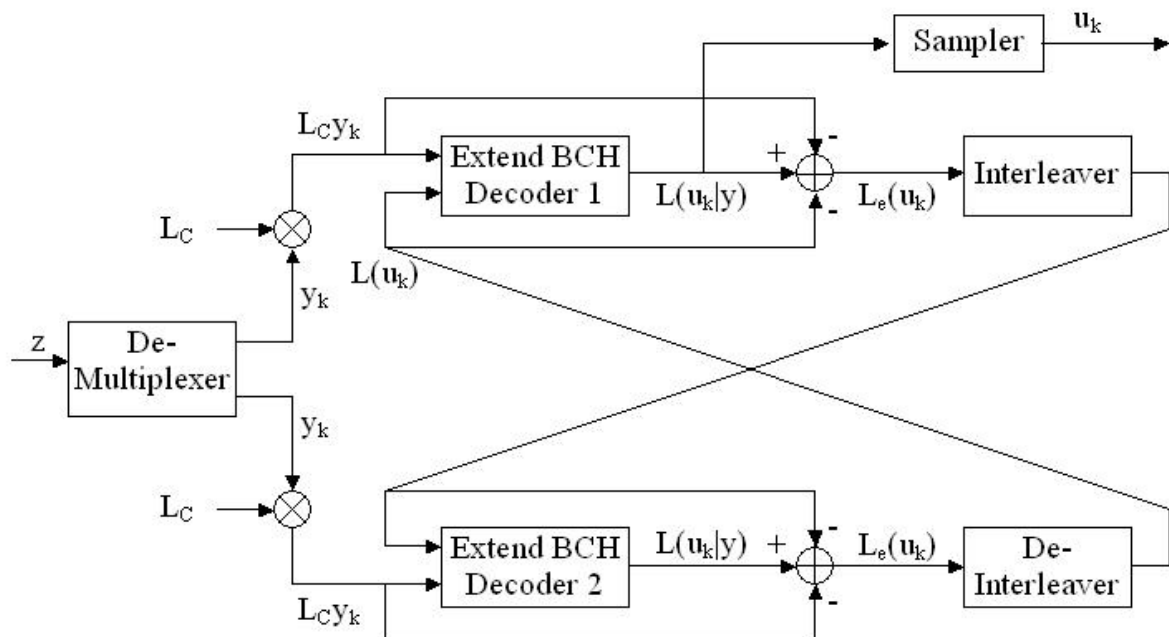 u_k
Sampler
L_C y_k
-
Extend BCH
Decoder 1
+
L(u_k|y)
-
L_e(u_k)
Interleaver
L_C
L(u_k)
y_k
z
De-
Multiplexer
y_k
L_C
-
Extend BCH
Decoder 2
L(u_k|y)
+
L_e(u_k)
De-
Interleaver
L_C y_k
-